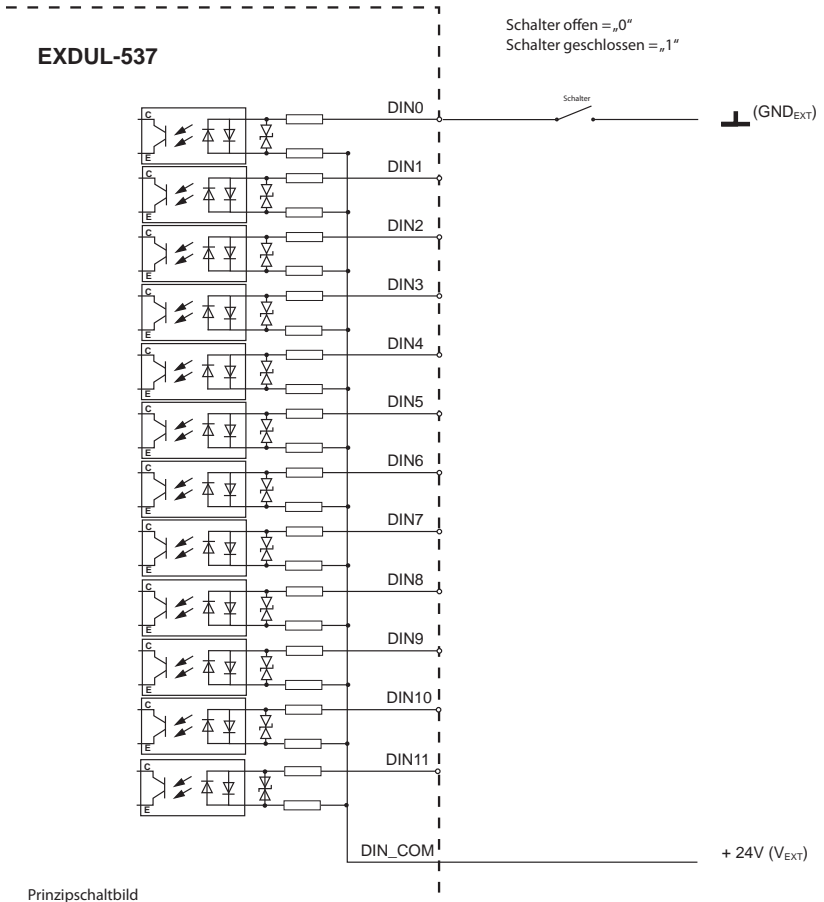 Schalter offen =„0“
Schalter geschlossen =„1“
EXDUL-537
Schalter
(GNDEXT)
C
E
DIN0
C
E
DIN1
C
E
DIN2
C
E
DIN3
C
E
DIN4
C
E
DIN5
C
E
DIN6
C
E
DIN7
C
E
DIN8
C
E
DIN9
C
E
DIN10
C
E
DIN11
DIN_COM
+ 24V (VEXT)
Prinzipschaltbild